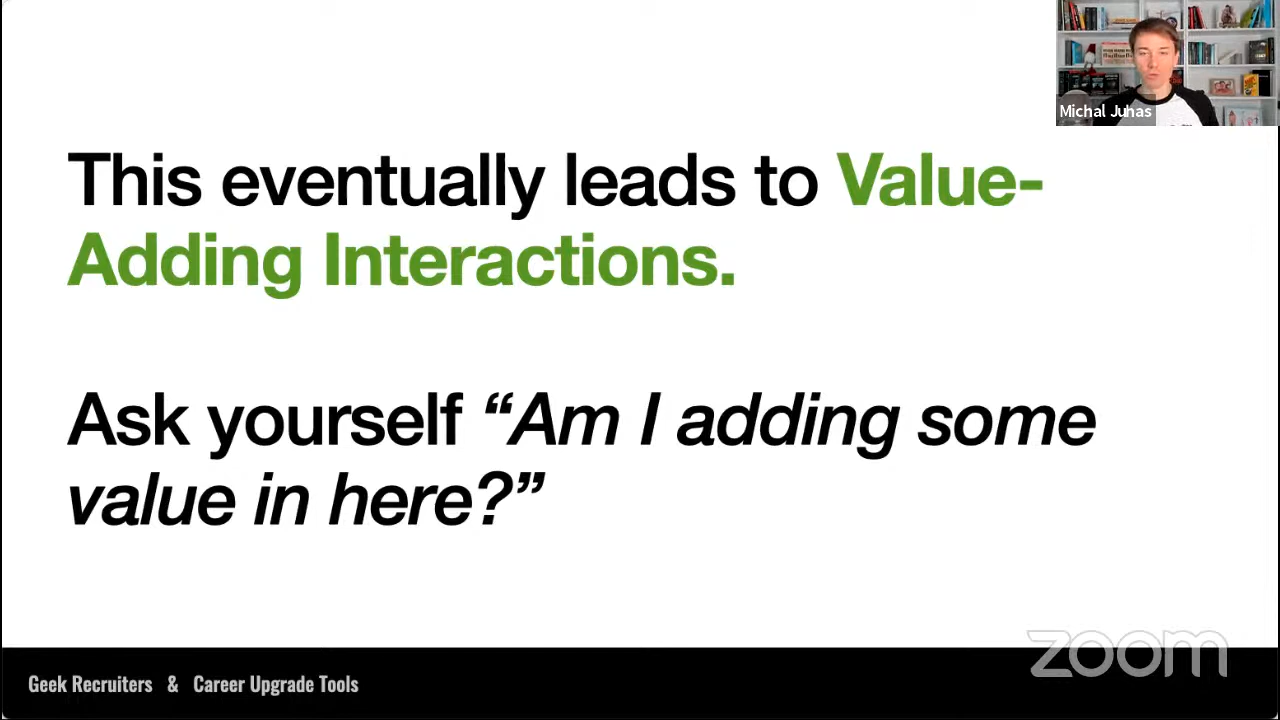 Michal Juhas
This eventually leads to Value-
Adding Interactions.
Ask yourself “Am I adding some
value in here?”
zoom
Geek Recruiters & Career Upgrade Tools